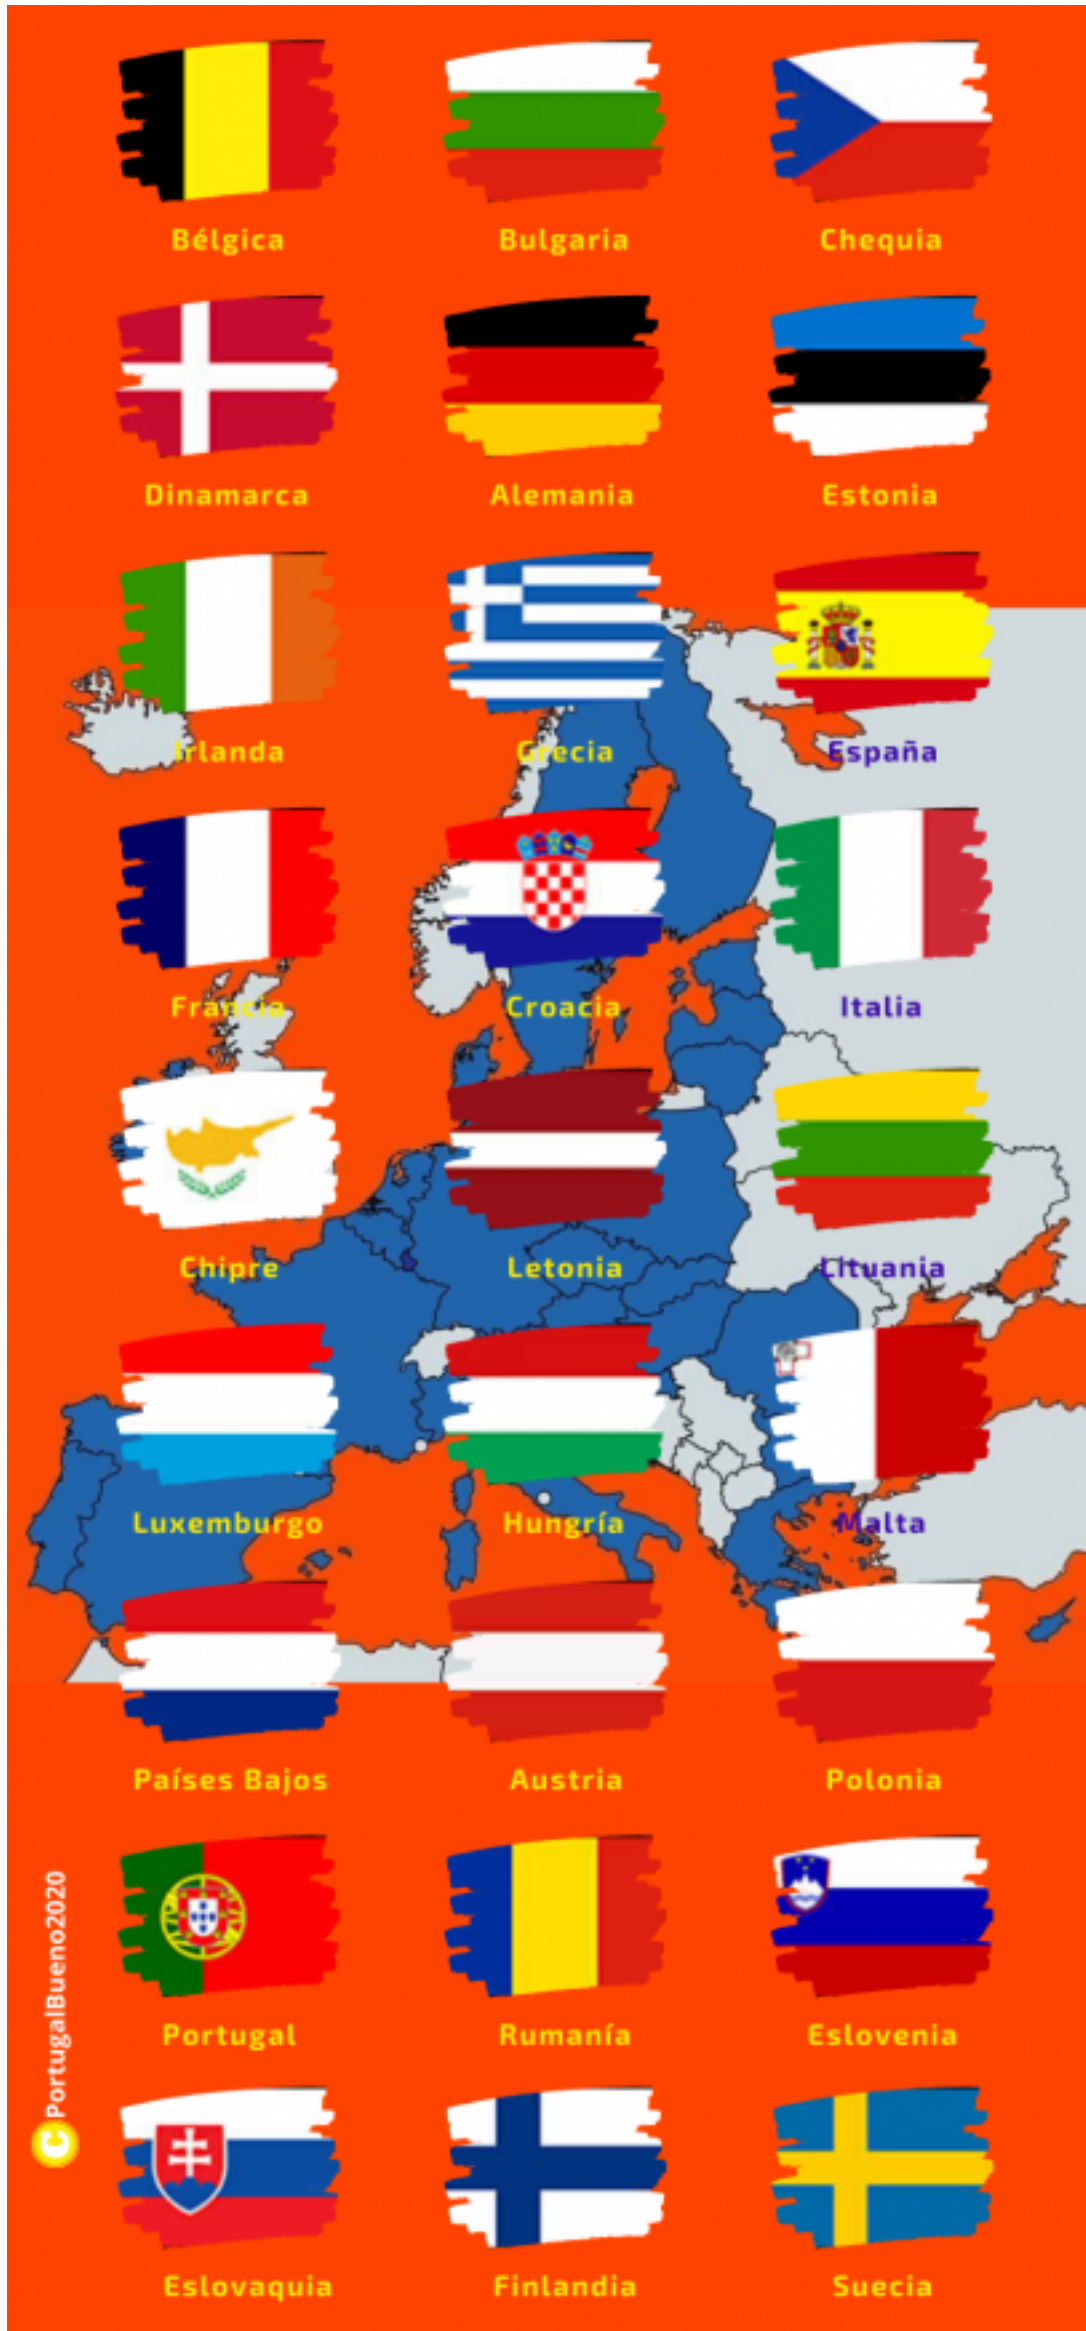 Bélgica
Bulgaria
Chequia
Dinamarca
Alemania
Estonia
Irlanda
Grecia
España
Francia
Croacia
Italia
Chipre
Letonia
Lituania
Luxemburgo
Hungría
Malta
Países Bajos
Austria
Polonia
Portugal
Rumanía
Eslovenia
Eslovaquia
Finlandia
Suecia
C PortugalBueno2020